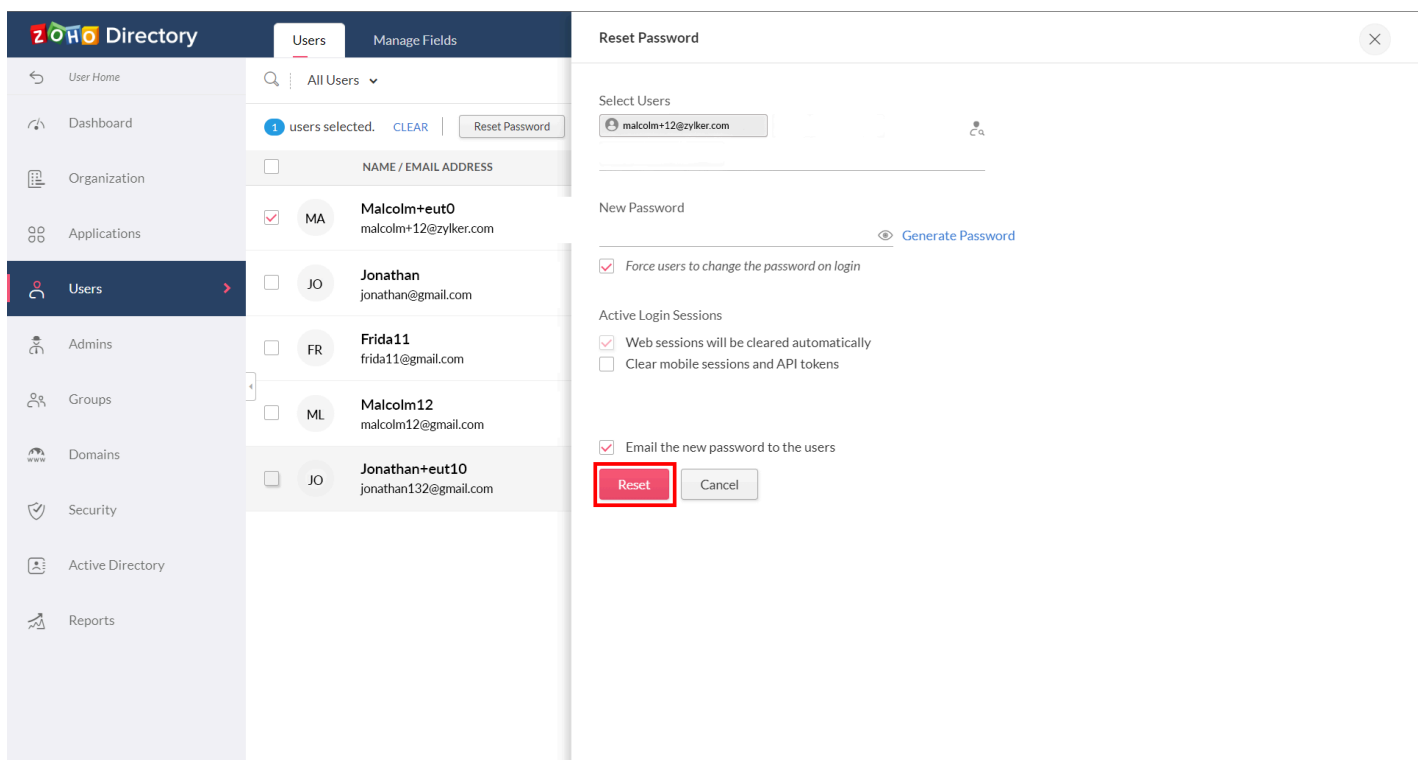 ZOHO Directory
Users
Manage Fields
Reset Password
User Home
All Users
Select Users
malcolm+12@zylker.com
Dashboard
1 users selected.
CLEAR
Reset Password
NAME / EMAIL ADDRESS
Organization
Malcolm+eut0
MA
malcolm+12@zylker.com
New Password
Applications
Generate Password
Force users to change the password on login
Users
Jonathan
JO
jonathan@gmail.com
Active Login Sessions
Admins
Frida11
FR
frida11@gmail.com
Web sessions will be cleared automatically
Clear mobile sessions and API tokens
Groups
Malcolm12
ML
malcolm12@gmail.com
Email the new password to the users
WWW
Domains
Jonathan+eut10
JO
jonathan132@gmail.com
Reset
Cancel
Security
Active Directory
Reports